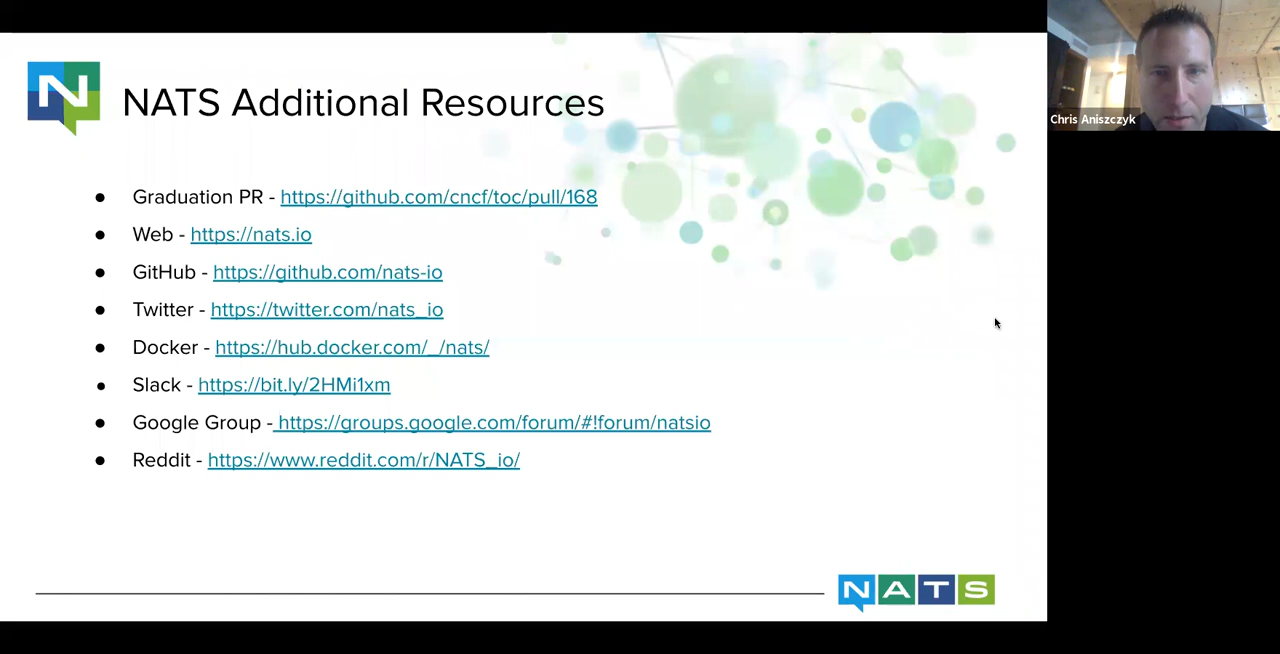 N
NATS Additional Resources
● Graduation PR - https://github.com/cncf/toc/pull/168
● Web - https://nats.io
● GitHub - https://github.com/nats-io
● Twitter - https://twitter.com/nats_io
● Docker - https://hub.docker.com/_/nats/
● Slack - https://bit.ly/2HMi1xm
● Google Group - https://groups.google.com/forum/#!forum/natsio
● Reddit - https://www.reddit.com/r/NATS_io/
NATS
Chris Aniszczyk